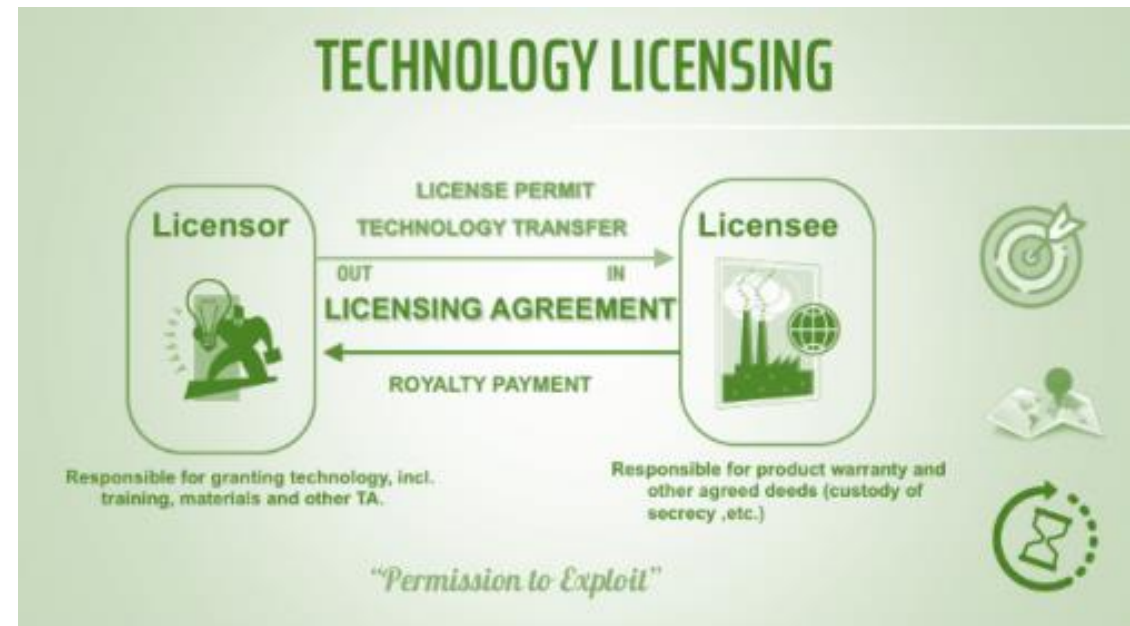 TECHNOLOGY LICENSING
LICENSE PERMIT
TECHNOLOGY TRANSFER
Licensor
Licensee
OUT
IN
LICENSING AGREEMENT
ROYALTY PAYMENT
Responsible for granting technology, incl.
training, materials and other TA.
Responsible for product warranty and
other agreed deeds (custody of
secrecy ,etc.)
“Permission to Exploit”